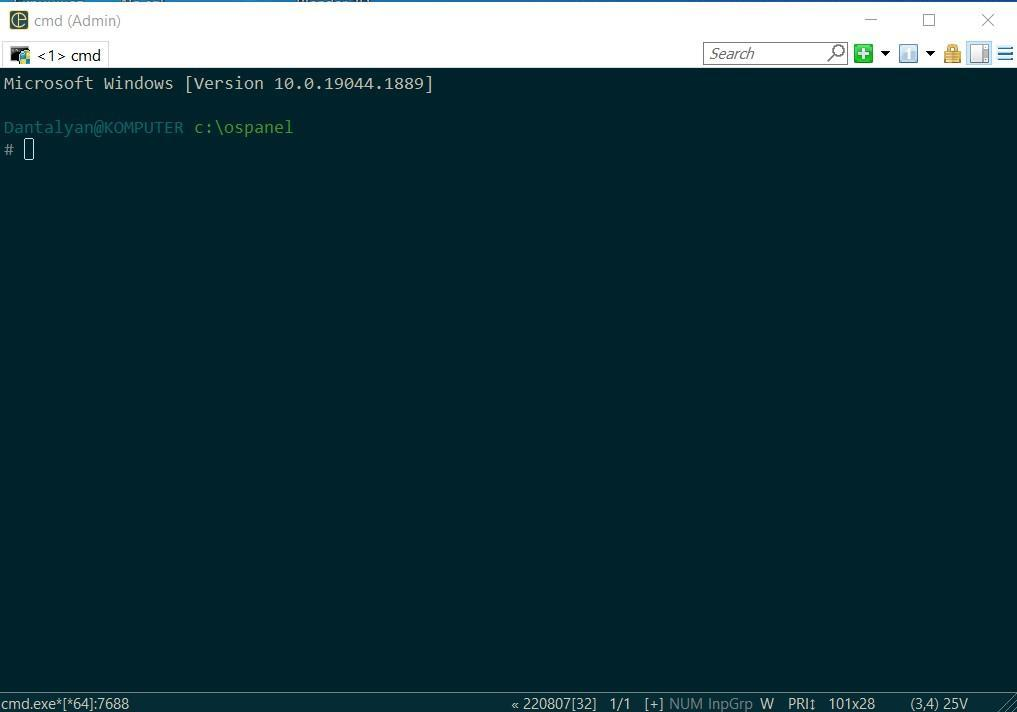 cmd (Admin)
<1> cmd
Search
Microsoft Windows [Version 10.0.19044.1889]
Dantalyan@KOMPUTER c:\ospanel
#
cmd.exe*[*64]:7688 « 220807[32] 1/1 [+] NUM InpGrp W PRI↕ 101x28 (3,4) 25V